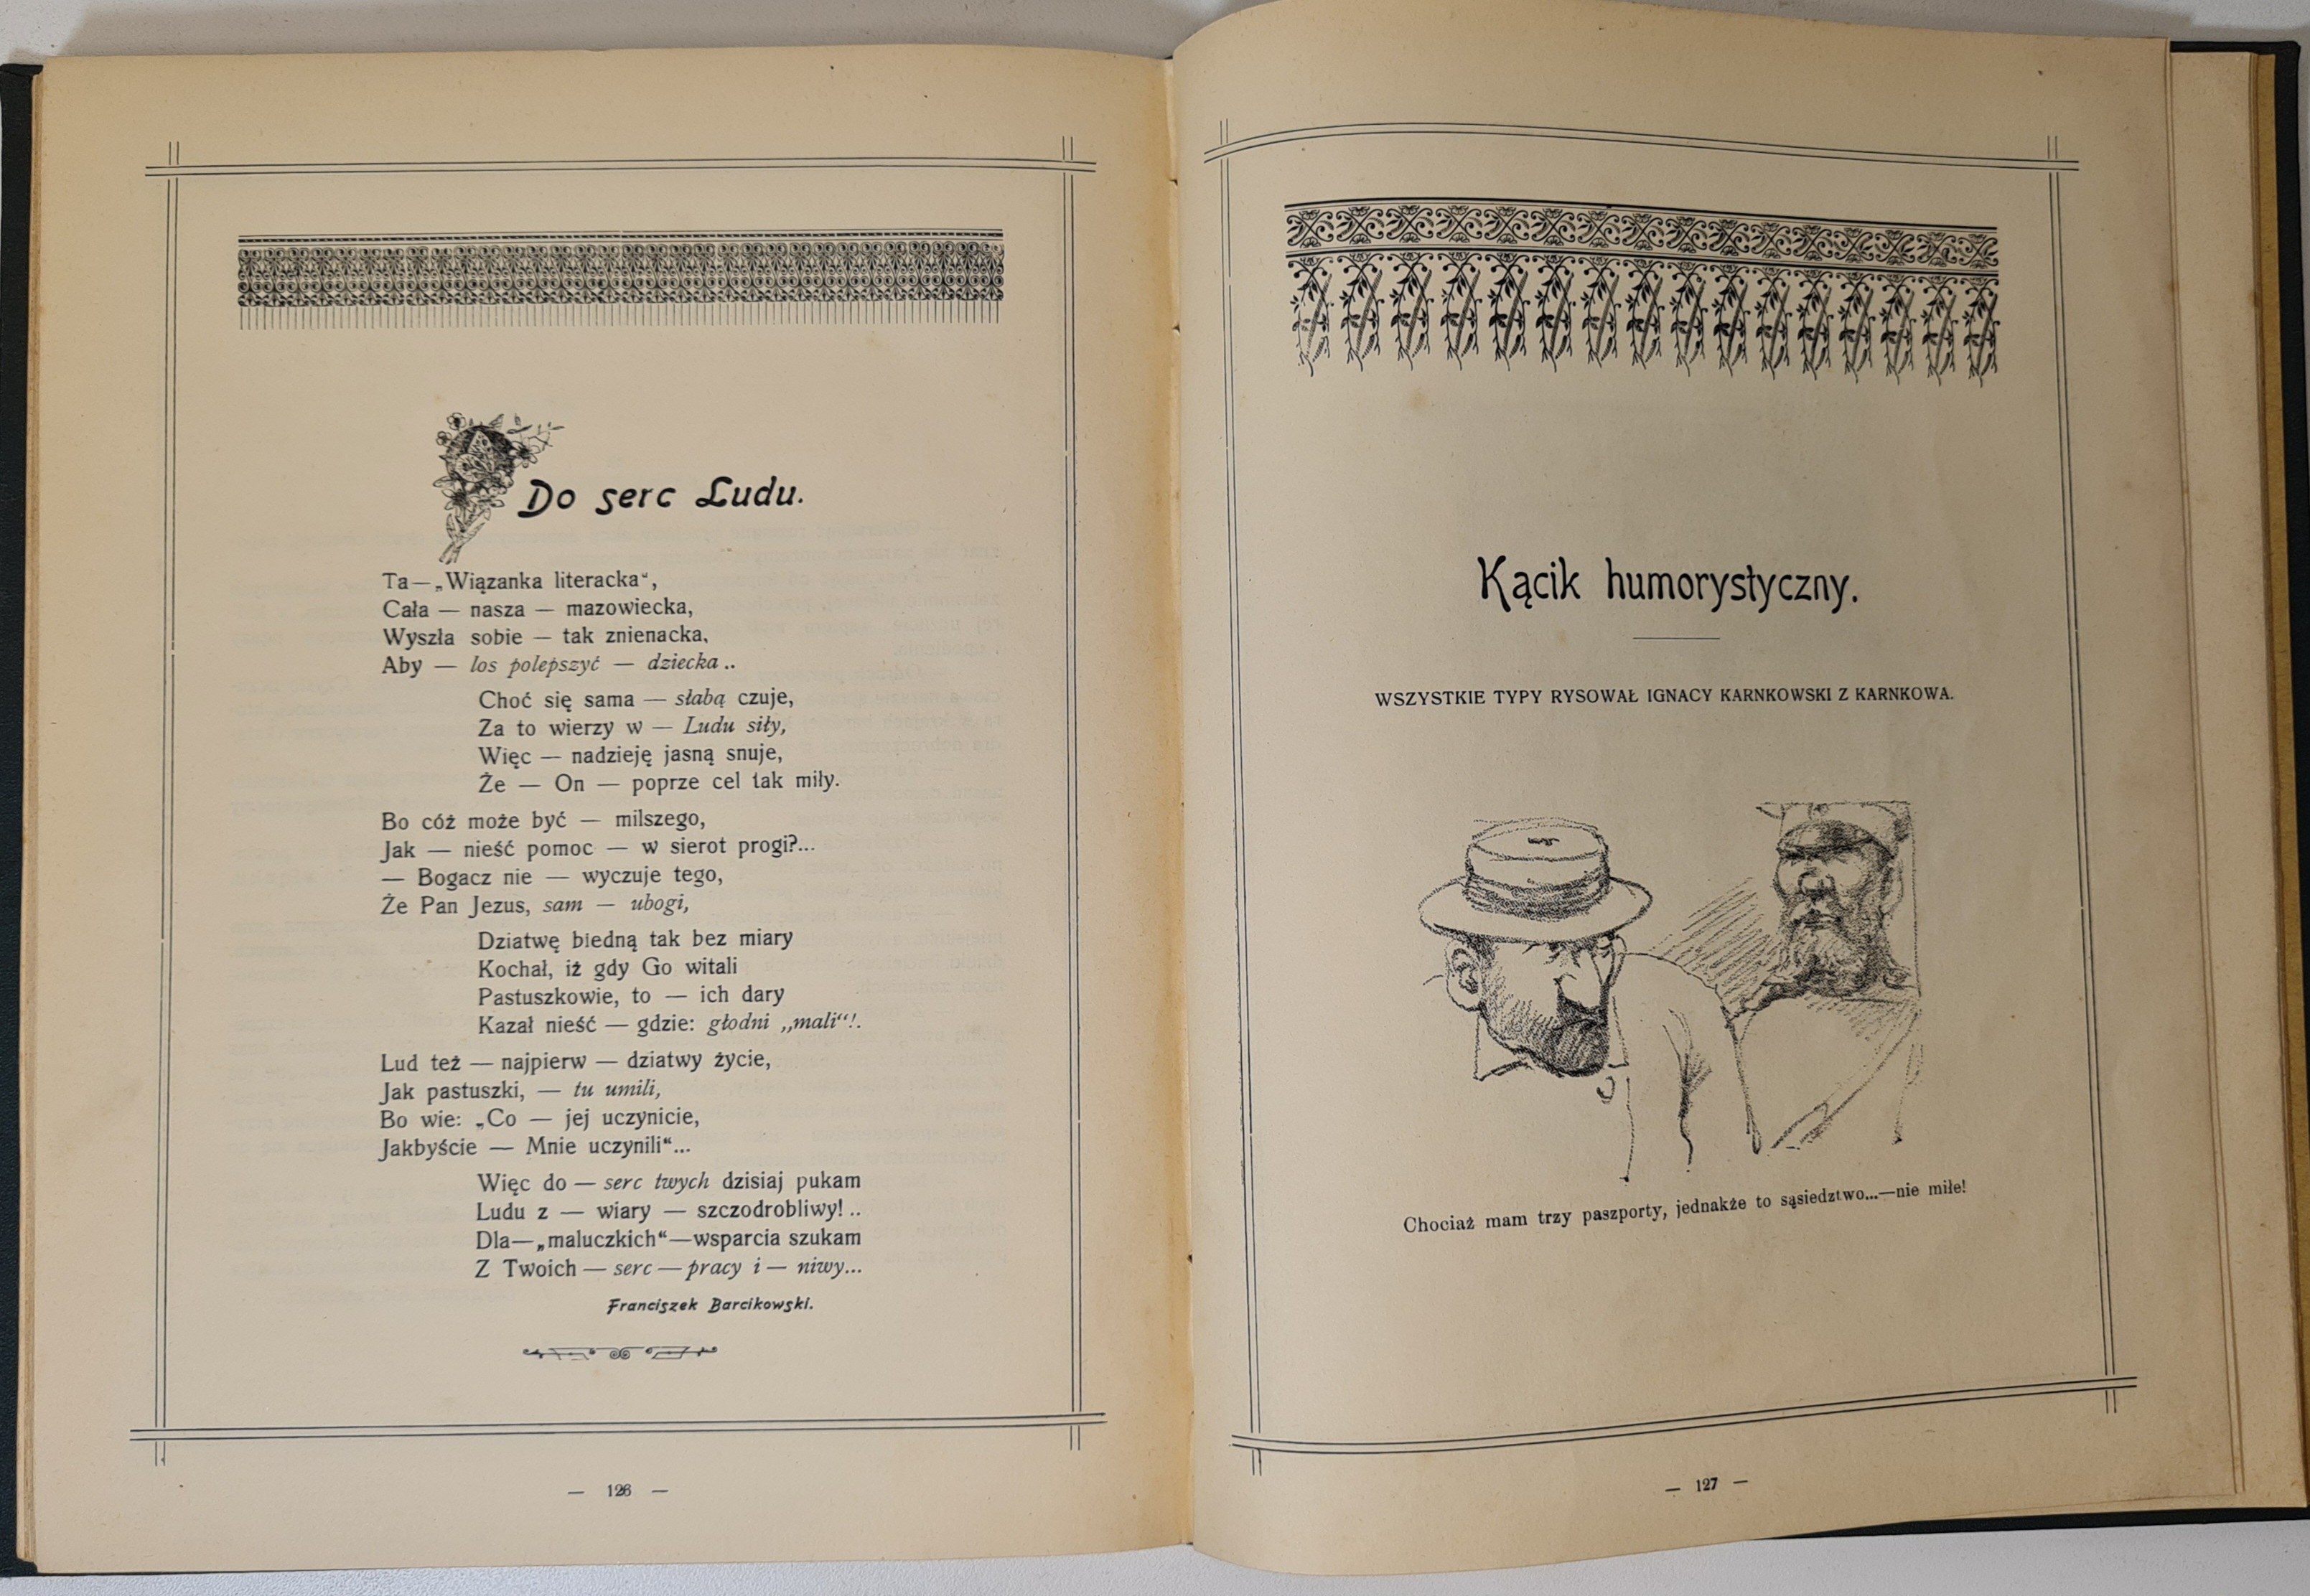 Do serc Ludu.
Ta—„Wiązanka literacka“,
Cała — nasza — mazowiecka,
Wyszła sobie — tak znienacka,
Aby — los polepszyć — dziecka ..
Choć się sama — słabą czuje,
Za to wierzy w — Ludu siły,
Więc — nadzieję jasną snuje,
Że — On — poprze cel tak miły.
Bo cóż może być — milszego,
Jak — nieść pomoc — w sierot progi?...
— Bogacz nie — wyczuje tego,
Że Pan Jezus, sam — ubogi,
Dziatwę biedną tak bez miary
Kochał, iż gdy Go witali
Pastuszkowie, to — ich dary
Kazał nieść — gdzie: głodni „mali“!.
Lud też — najpierw — dziatwy życie,
Jak pastuszki, — tu umili,
Bo wie: „Co — jej uczynicie,
Jakbyście — Mnie uczynili“...
Więc do — serc twych dzisiaj pukam
Ludu z — wiary — szczodrobliwy! ..
Dla—„maluczkich“—wsparcia szukam
Z Twoich — serc — pracy i — niwy...
Franciszek Barcikowski.
— 126 —
Kącik humorystyczny.
WSZYSTKIE TYPY RYSOWAŁ IGNACY KARNKOWSKI Z KARNKOWA.
Chociaż mam trzy paszporty, jednakże to sąsiedztwo...—nie miłe!
— 127 —